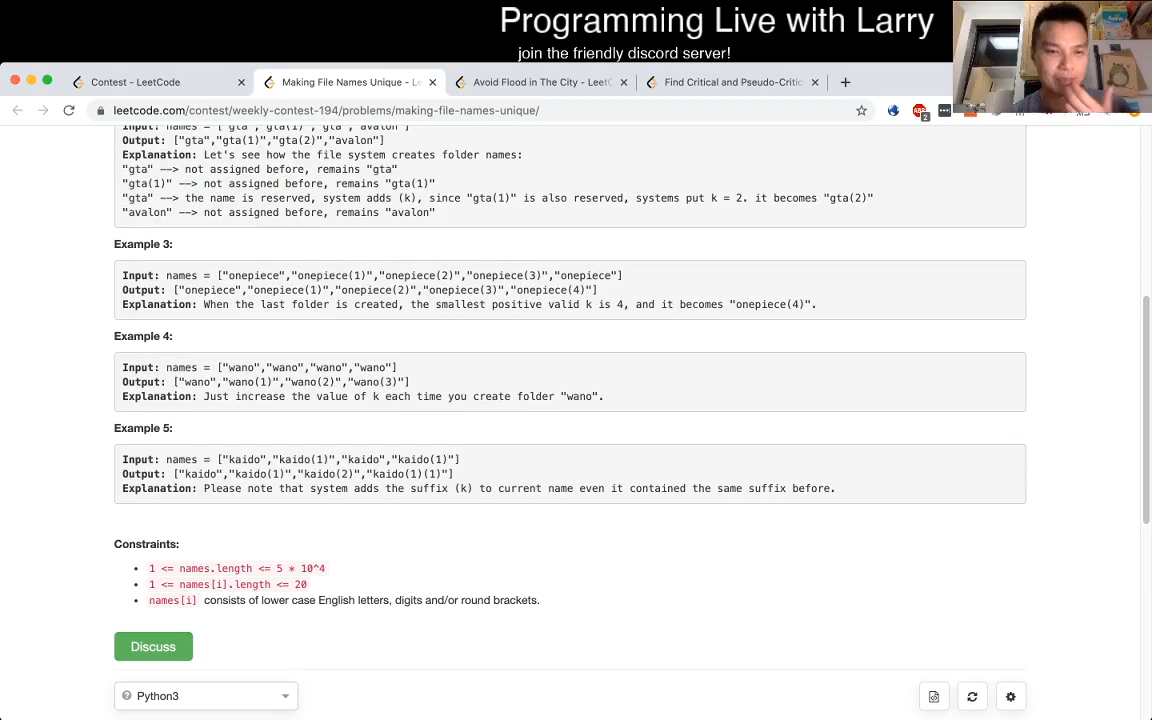 Programming Live with Larry
join the friendly discord server!
Contest - LeetCode
Making File Names Unique - Le
Avoid Flood in The City - LeetC
Find Critical and Pseudo-Critic
leetcode.com/contest/weekly-contest-194/problems/making-file-names-unique/
2
Input: names = ["gta","gta(1)","gta","avalon"]
Output: ["gta","gta(1)","gta(2)","avalon"]
Explanation: Let's see how the file system creates folder names:
"gta" --> not assigned before, remains "gta"
"gta(1)" --> not assigned before, remains "gta(1)"
"gta" --> the name is reserved, system adds (k), since "gta(1)" is also reserved, systems put k = 2. it becomes "gta(2)"
"avalon" --> not assigned before, remains "avalon"
Example 3:
Input: names = ["onepiece","onepiece(1)","onepiece(2)","onepiece(3)","onepiece"]
Output: ["onepiece","onepiece(1)","onepiece(2)","onepiece(3)","onepiece(4)"]
Explanation: When the last folder is created, the smallest positive valid k is 4, and it becomes "onepiece(4)".
Example 4:
Input: names = ["wano","wano","wano","wano"]
Output: ["wano","wano(1)","wano(2)","wano(3)"]
Explanation: Just increase the value of k each time you create folder "wano".
Example 5:
Input: names = ["kaido","kaido(1)","kaido","kaido(1)"]
Output: ["kaido","kaido(1)","kaido(2)","kaido(1)(1)"]
Explanation: Please note that system adds the suffix (k) to current name even it contained the same suffix before.
Constraints:
1 <= names.length <= 5 * 10^4
1 <= names[i].length <= 20
names[i] consists of lower case English letters, digits and/or round brackets.
Discuss
Python3